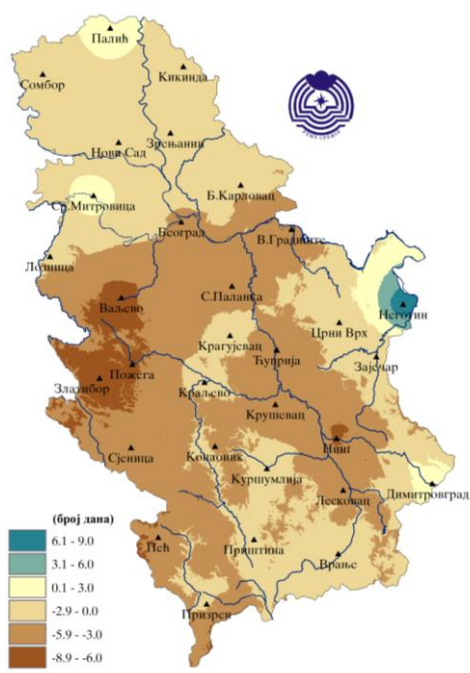 Палић
Кикинда
Сомбор
Зрењанин
Нови Сад
Б.Карловац
Ср.Митровица
Београд
В.Градиште
Лозница
Ваљево
С.Паланка
Неготин
Црни Врх
Крагујевац
Ћуприја
Зајечар
Пожега
Златибор
Краљево
Крушевац
Ниш
Сјеница
Копаоник
Куршумлија
Димитровград
Лесковац
(број дана)
6.1 - 9.0
3.1 - 6.0
0.1 - 3.0
-2.9 - 0.0
-5.9 - -3.0
-8.9 - -6.0
Пећ
Приштина
Врање
Призрен